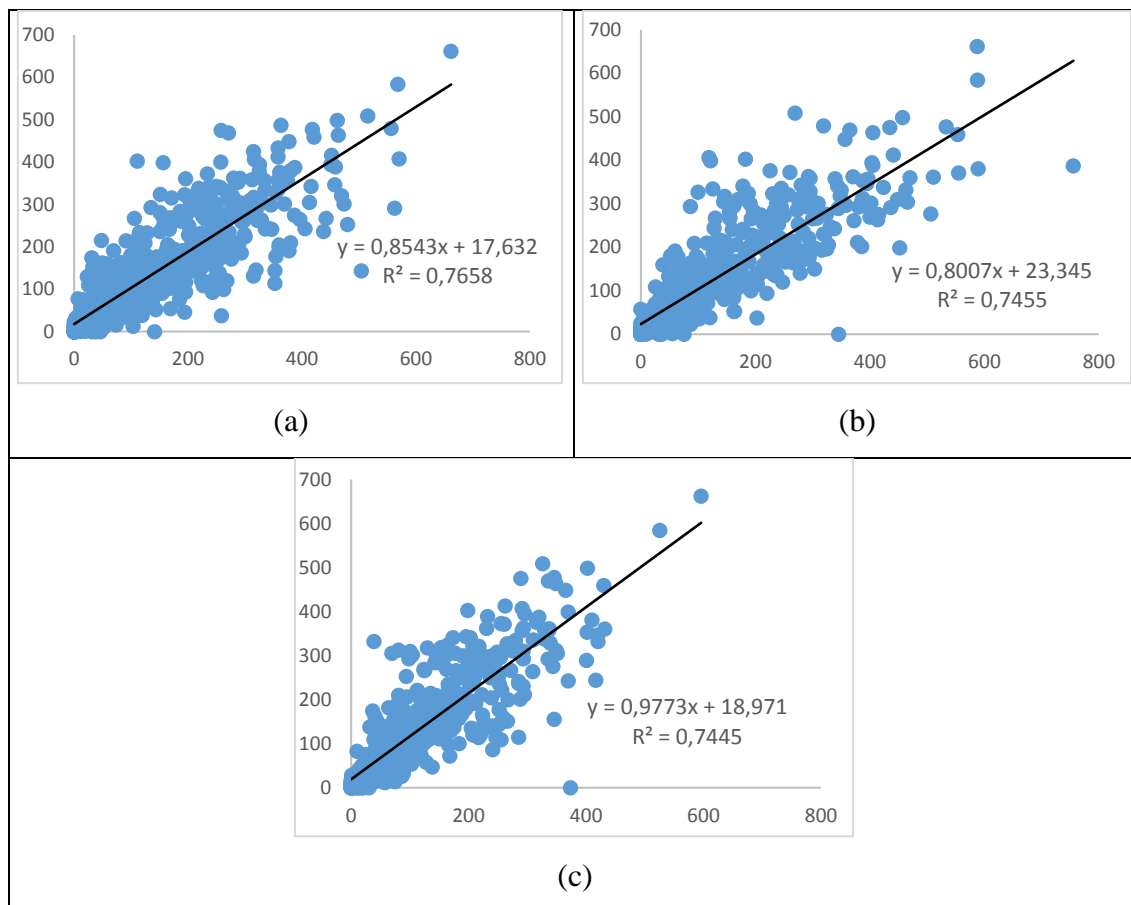 700
600
500
400
300
200
100
0
0 200 400 600 800
y = 0,8543x + 17,632
R² = 0,7658
(a)
700
600
500
400
300
200
100
0
0 200 400 600 800
y = 0,8007x + 23,345
R² = 0,7455
(b)
700
600
500
400
300
200
100
0
0 200 400 600 800
y = 0,9773x + 18,971
R² = 0,7445
(c)